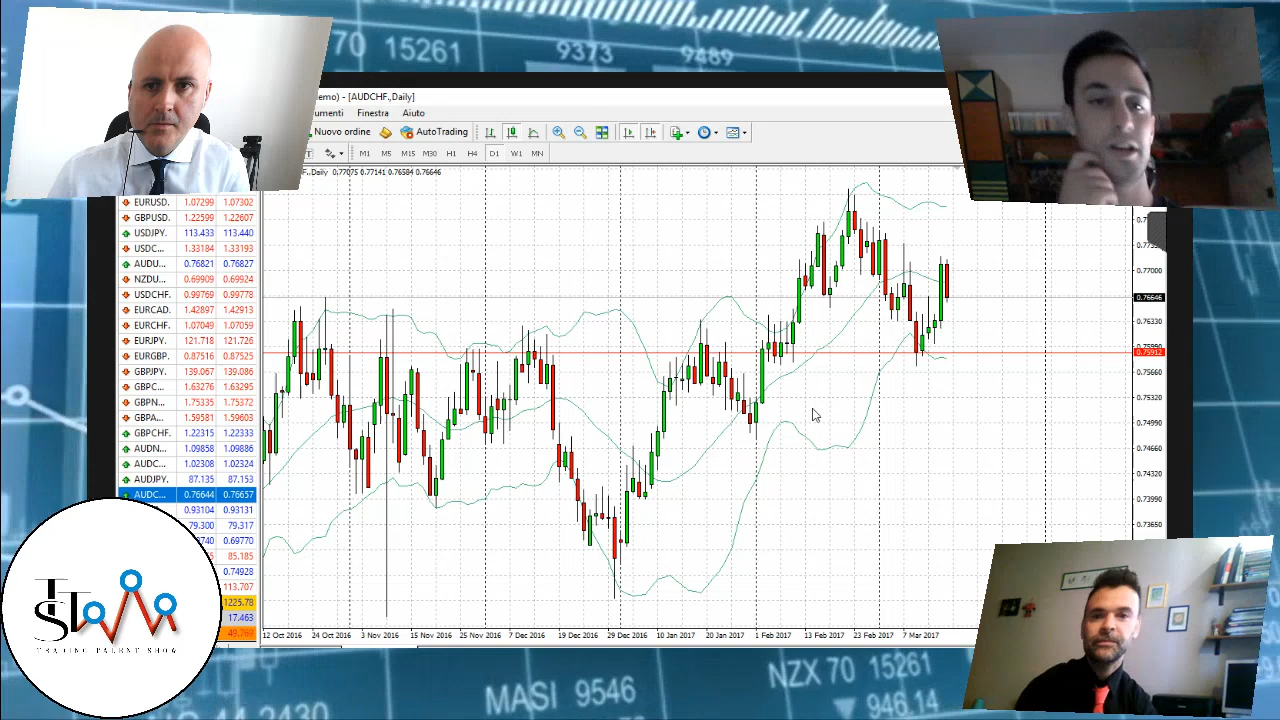 70 15261
9373
9489
emo) - [AUDCHF.,Daily]
umenti Finestra Aiuto
Nuovo ordine AutoTrading
T M1 M5 M15 M30 H1 H4 D1 W1 MN
F.,Daily 0.77075 0.77141 0.76584 0.76646
EURUSD. 1.07299 1.07302
GBPUSD. 1.22599 1.22607
USDJPY. 113.433 113.440
USDC... 1.33184 1.33193
AUDU... 0.76821 0.76827
NZDU... 0.69909 0.69924
USDCHF. 0.99769 0.99778
EURCAD. 1.42897 1.42913
EURCHF. 1.07049 1.07059
EURJPY. 121.718 121.726
EURGBP. 0.87516 0.87525
GBPJPY. 139.067 139.086
GBPC... 1.63276 1.63295
GBPN... 1.75335 1.75372
GBPA... 1.59581 1.59603
GBPCHF. 1.22315 1.22333
AUDN... 1.09858 1.09886
AUDC... 1.02308 1.02324
AUDJPY. 87.135 87.153
AUDC... 0.76644 0.76657
0.93104 0.93131
79.300 79.317
740 0.69770
85.185
0.74928
113.707
1225.78
17.463
49.769
0.77000
0.76646
0.76330
0.75912
0.75660
0.75320
0.74990
0.74660
0.74320
0.73990
0.73650
12 Oct 2016 24 Oct 2016 3 Nov 2016 15 Nov 2016 25 Nov 2016 7 Dec 2016 19 Dec 2016 29 Dec 2016 10 Jan 2017 20 Jan 2017 1 Feb 2017 13 Feb 2017 23 Feb 2017 7 Mar 2017
TST
TRADING TALENT SHOW
MASI 9546
NZX 70 15261
946.14